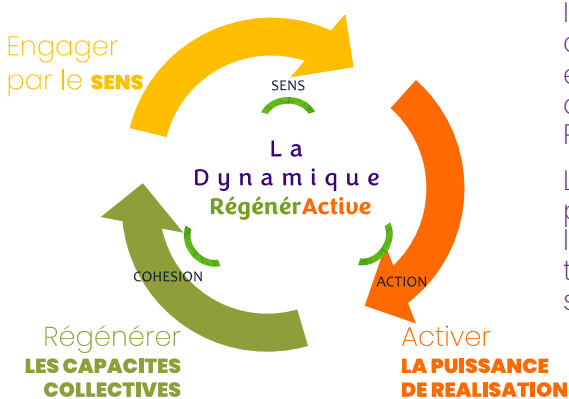 Engager
par le SENS
SENS
La
Dynamique
RégénérActive
COHESION
ACTION
Régénérer
LES CAPACITES
COLLECTIVES
Activer
LA PUISSANCE
DE REALISATION